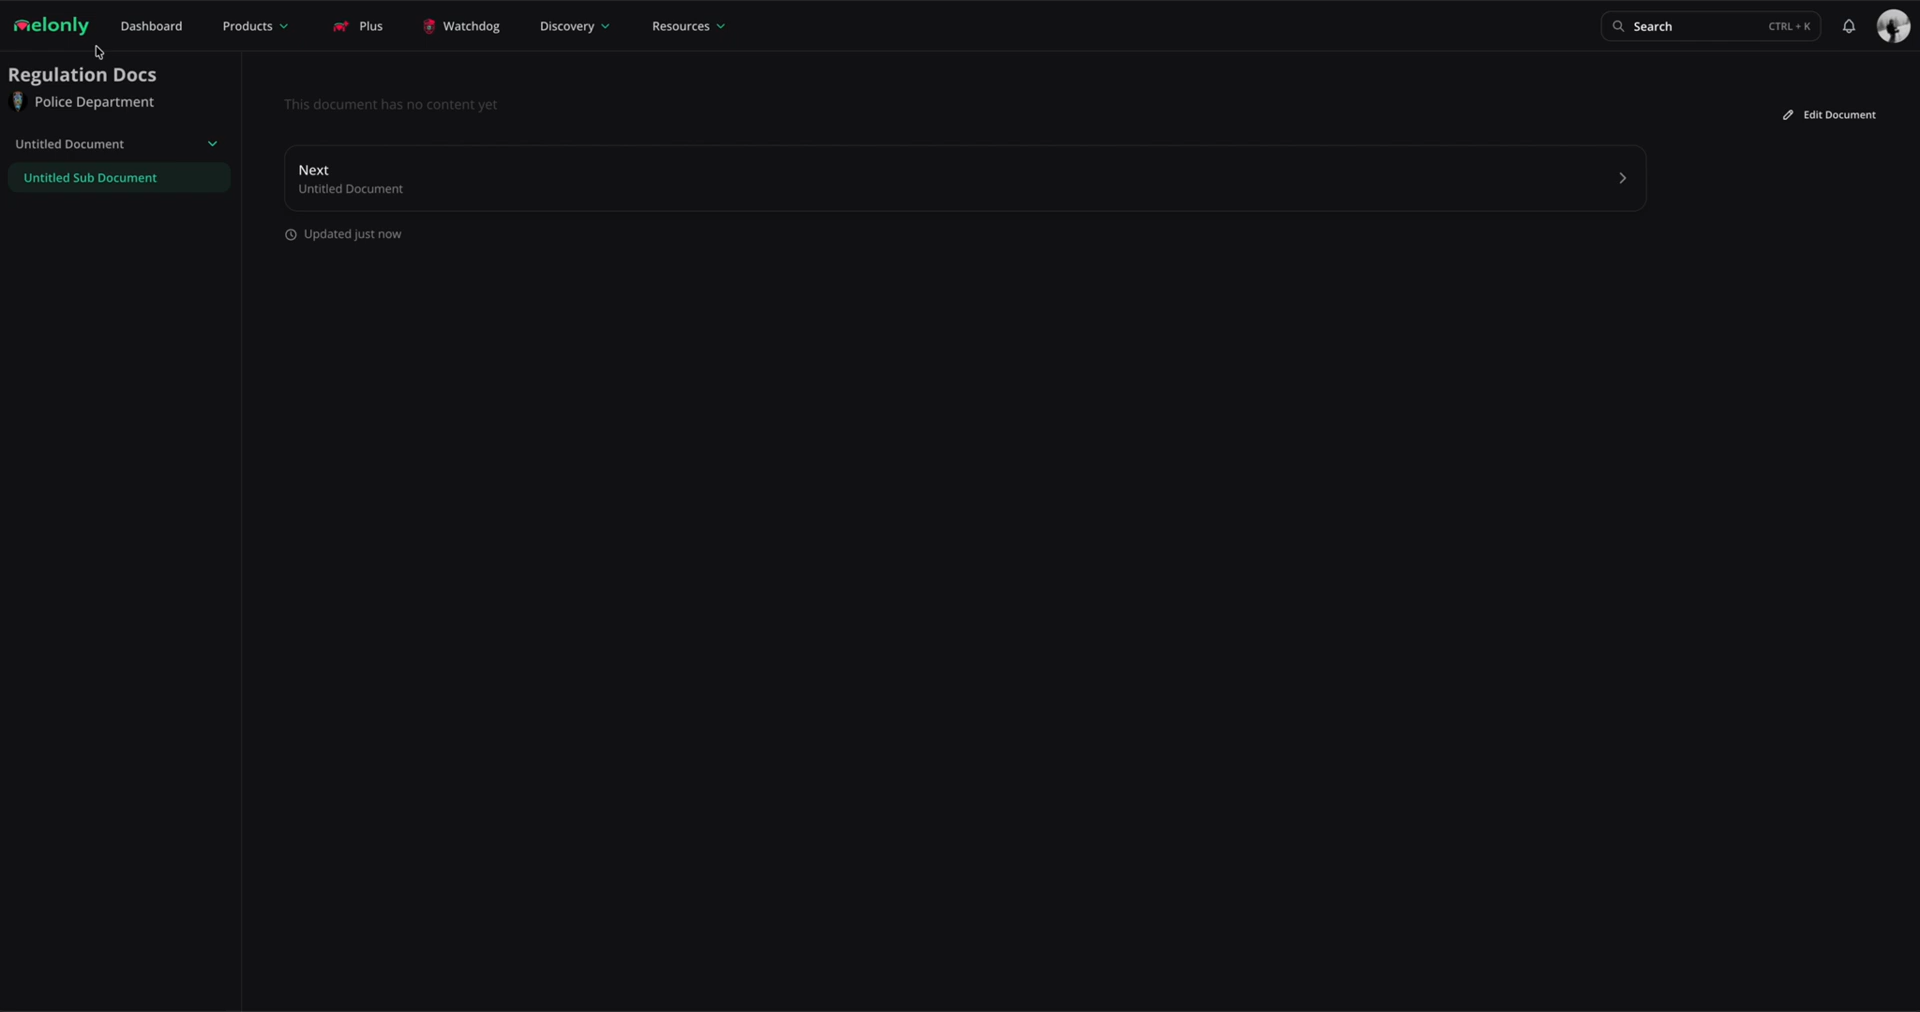 melonly
Dashboard
Products
Plus
Watchdog
Discovery
Resources
Search
CTRL + K
Regulation Docs
Police Department
Untitled Document
Untitled Sub Document
This document has no content yet
Edit Document
Next
Untitled Document
Updated just now